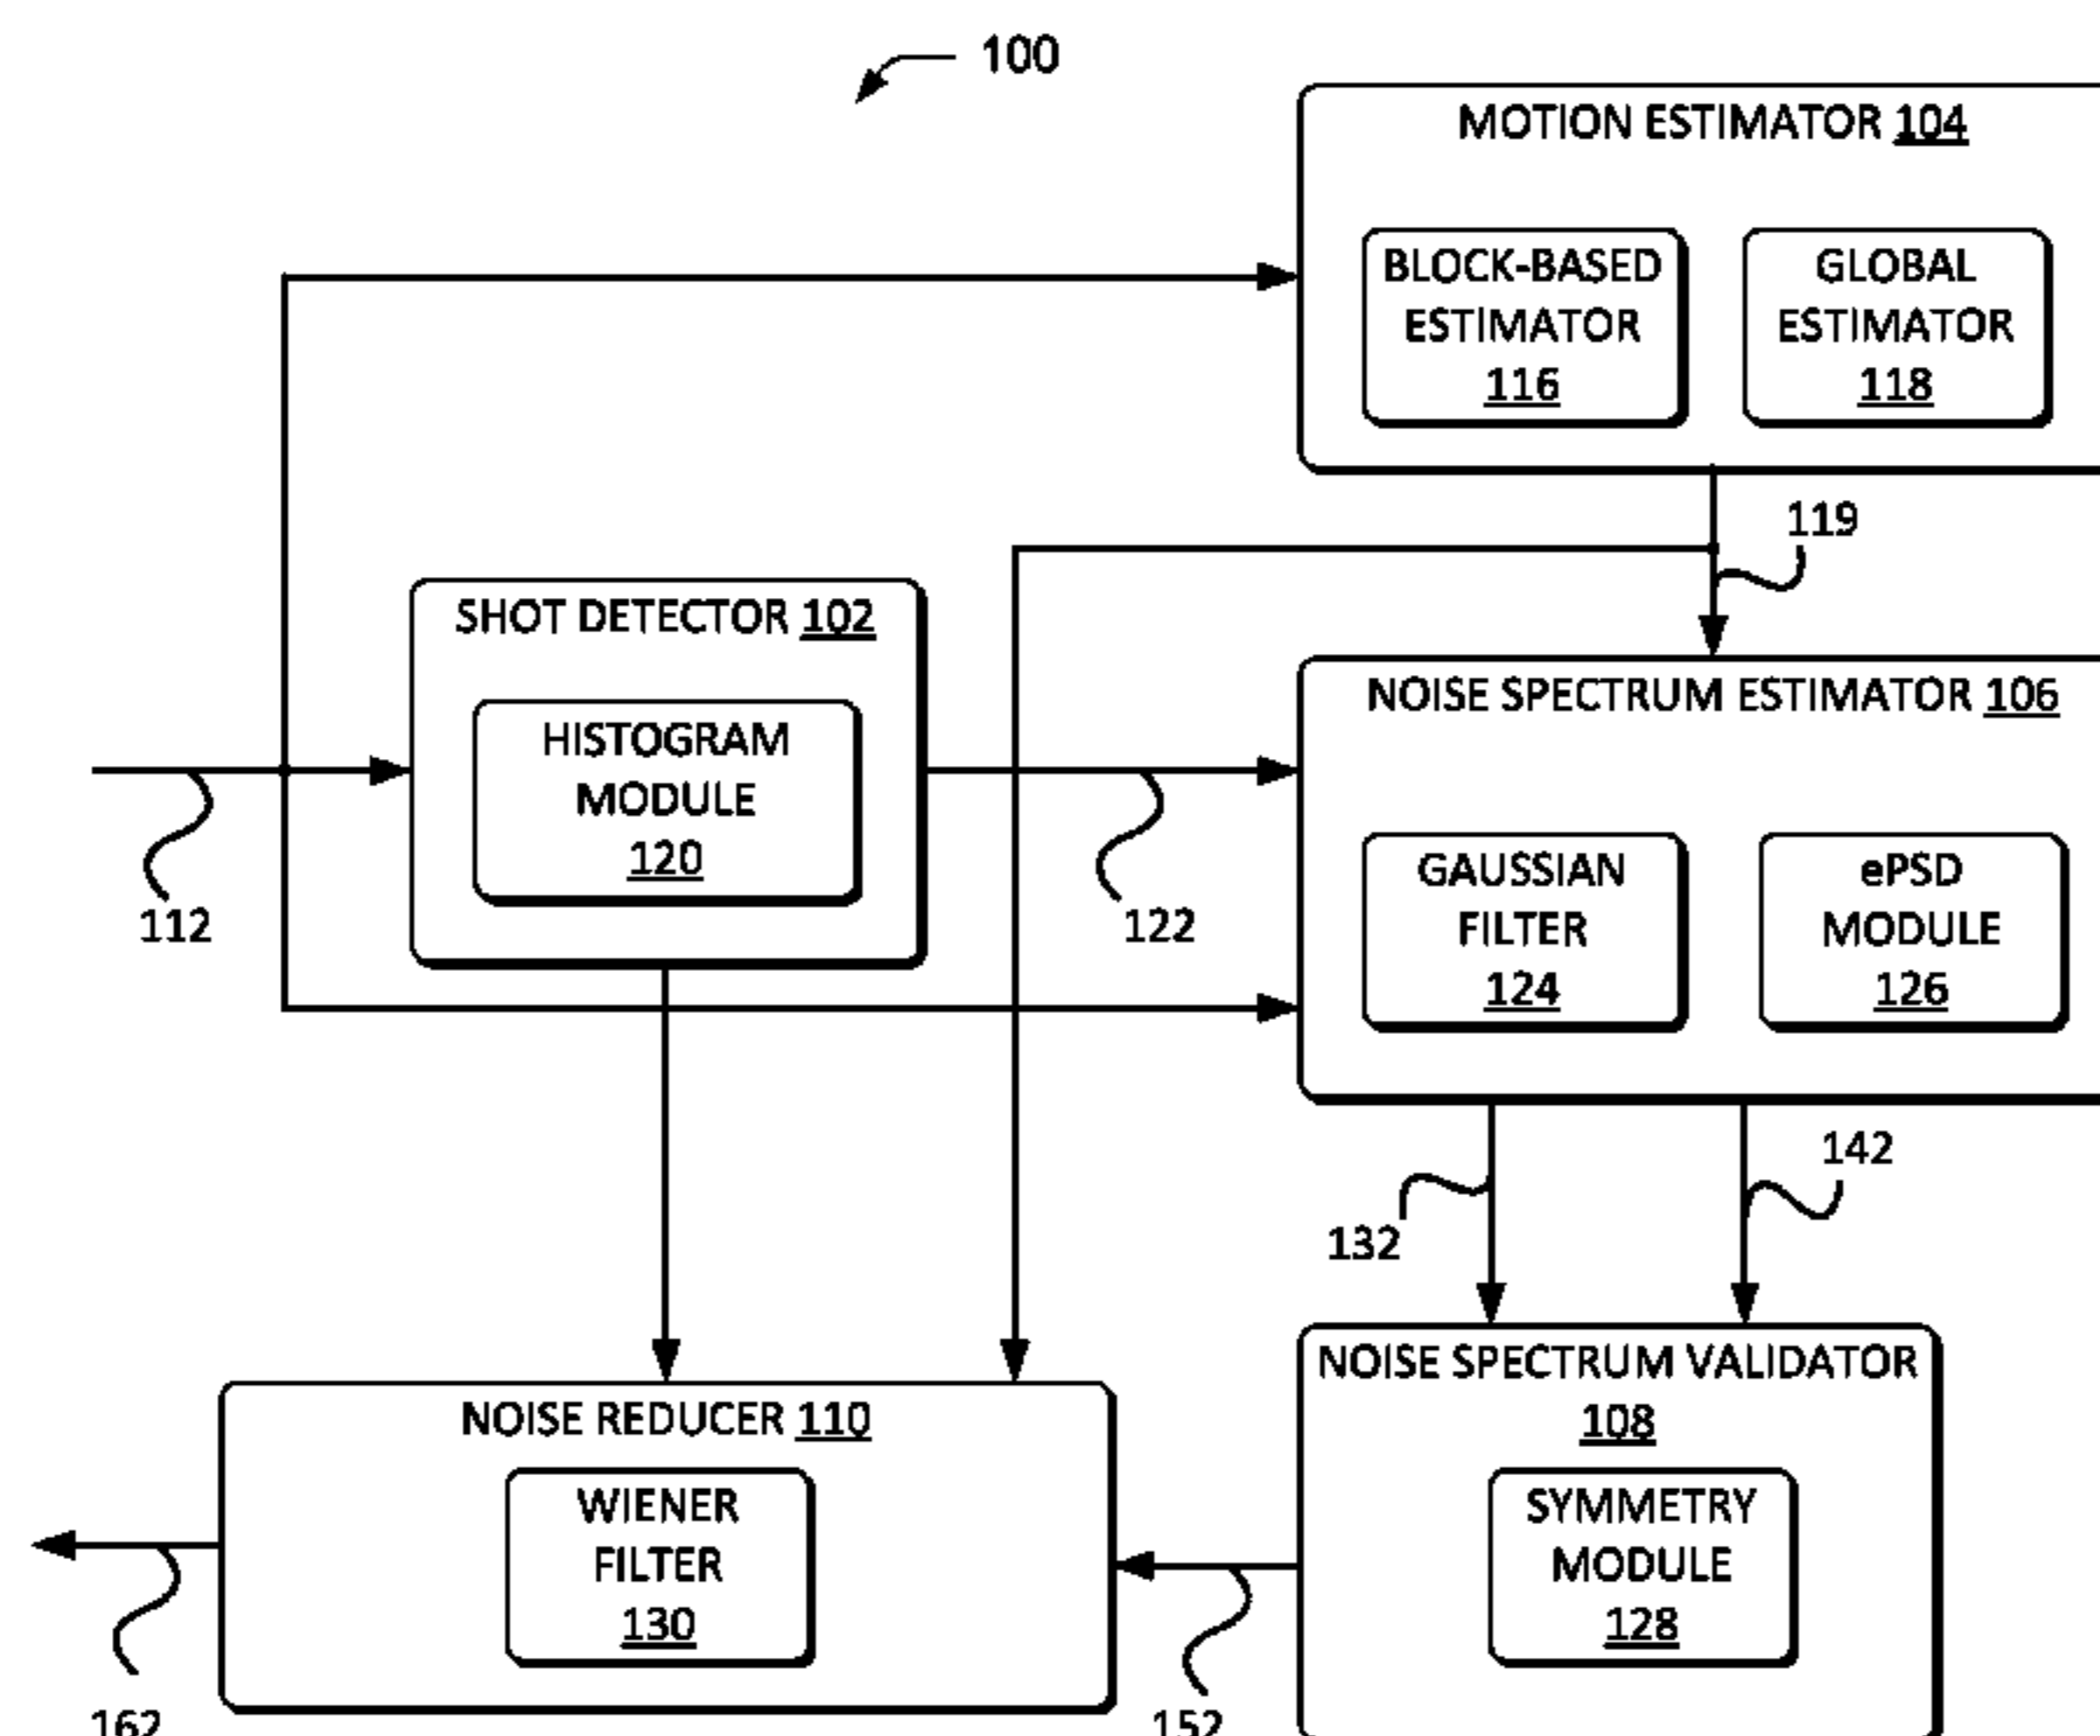 100
MOTION ESTIMATOR 104
BLOCK-BASED
ESTIMATOR
116
GLOBAL
ESTIMATOR
118
119
SHOT DETECTOR 102
HISTOGRAM
MODULE
120
112
122
NOISE SPECTRUM ESTIMATOR 106
GAUSSIAN
FILTER
124
ePSD
MODULE
126
132
142
NOISE REDUCER 110
WIENER
FILTER
130
NOISE SPECTRUM VALIDATOR
108
SYMMETRY
MODULE
128
162
152